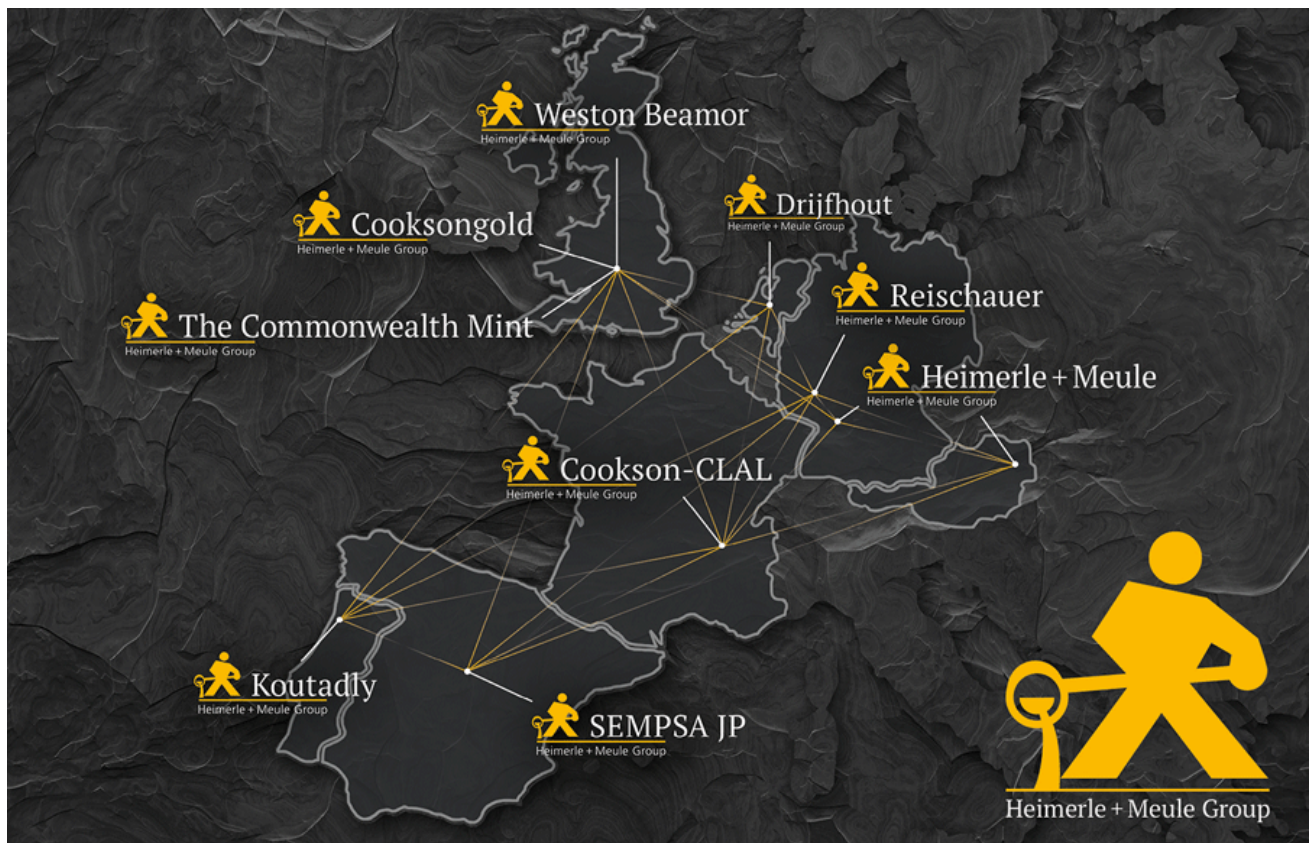 Weston Beamor
Heimerle + Meule Group
Cooksongold
Heimerle + Meule Group
Drijfhout
Heimerle + Meule Group
Reischauer
Heimerle + Meule Group
The Commonwealth Mint
Heimerle + Meule Group
Heimerle + Meule
Heimerle + Meule Group
Cookson-CLAL
Heimerle + Meule Group
Koutadly
Heimerle + Meule Group
SEMPSA JP
Heimerle + Meule Group
Heimerle + Meule Group